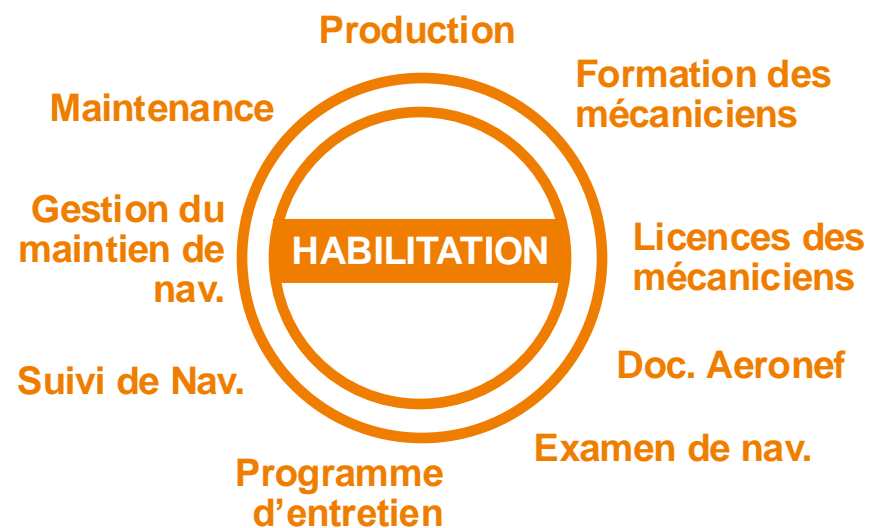 Production
Formation des
mécaniciens
Maintenance
Gestion du
maintien de
nav.
HABILITATION
Licences des
mécaniciens
Doc. Aeronef
Suivi de Nav.
Examen de nav.
Programme
d’entretien